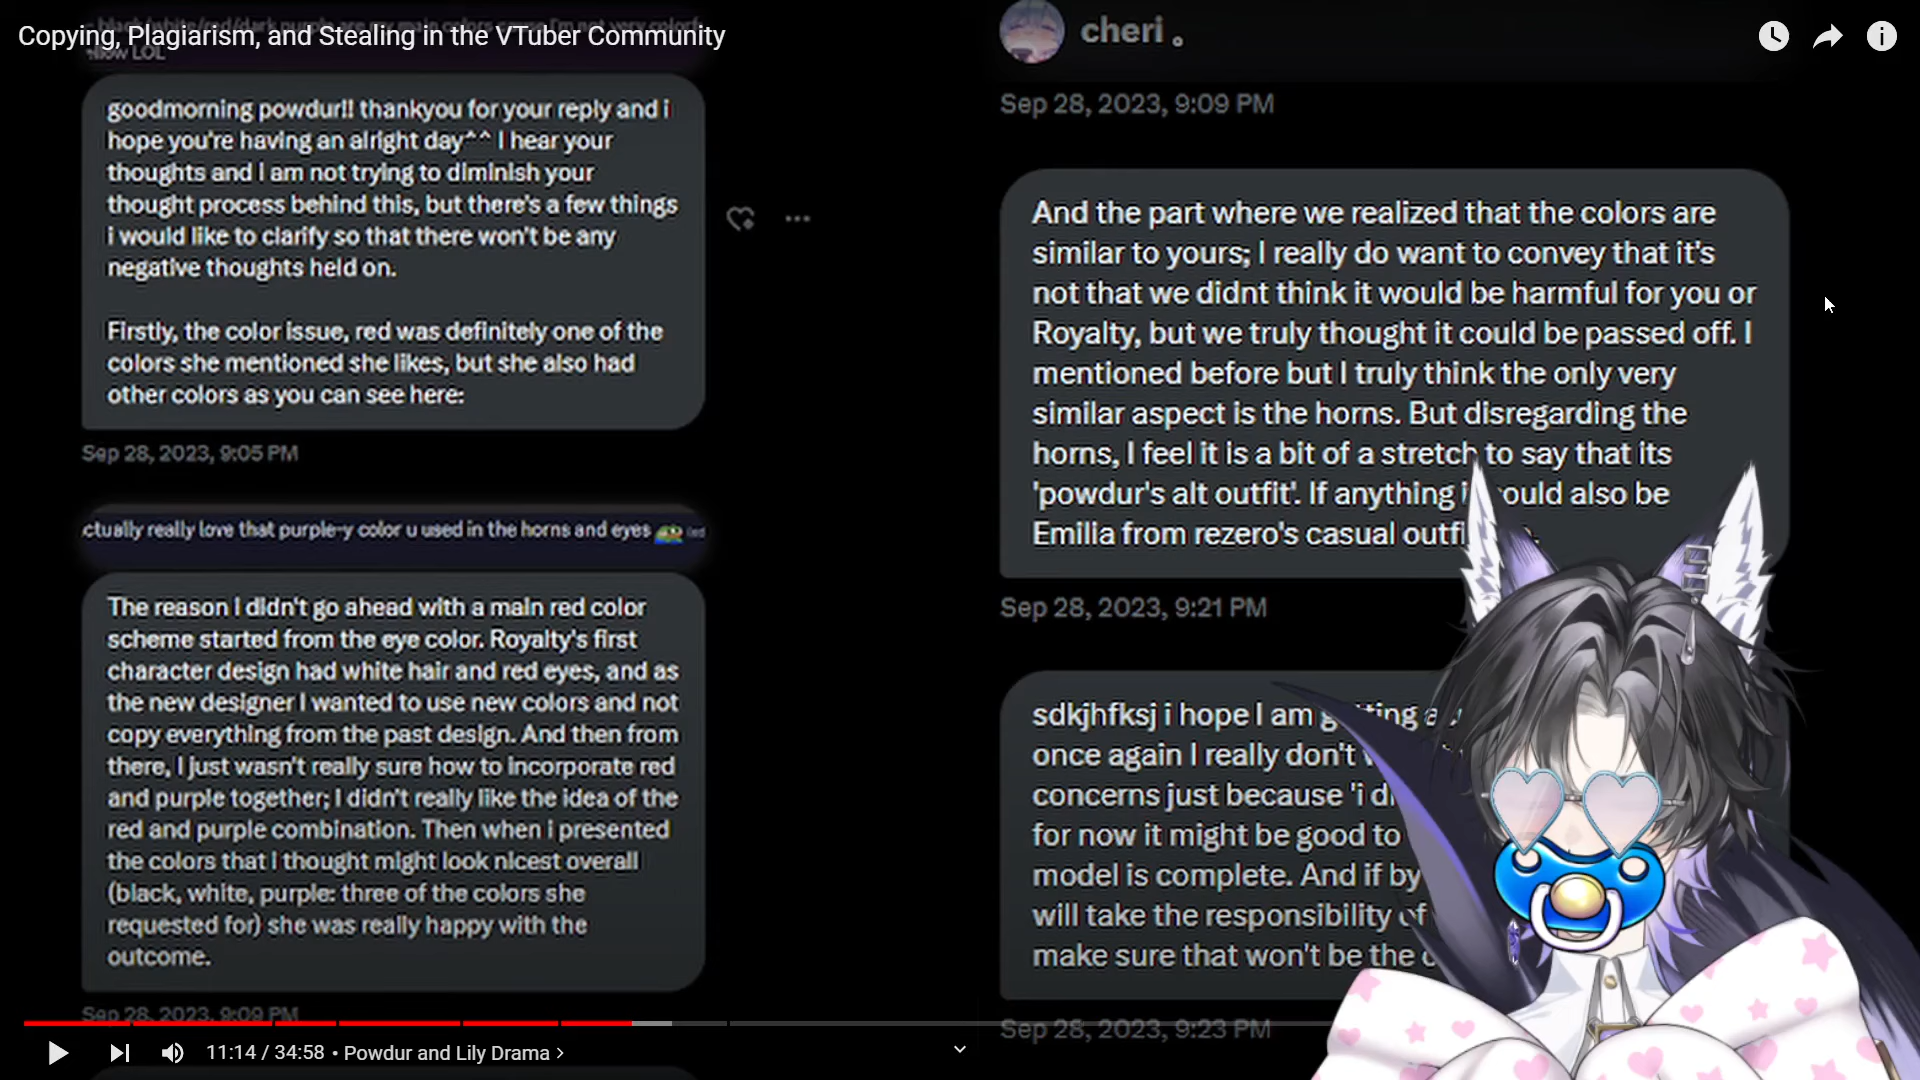 Copying, Plagiarism, and Stealing in the VTuber Community
now LOL
goodmorning powdur!! thankyou for your reply and i
hope you're having an alright day^^ I hear your
thoughts and I am not trying to diminish your
thought process behind this, but there's a few things
i would like to clarify so that there won't be any
negative thoughts held on.
Firstly, the color issue, red was definitely one of the
colors she mentioned she likes, but she also had
other colors as you can see here:
Sep 28, 2023, 9:05 PM
ctually really love that purple-y color u used in the horns and eyes
The reason I didn't go ahead with a main red color
scheme started from the eye color. Royalty's first
character design had white hair and red eyes, and as
the new designer I wanted to use new colors and not
copy everything from the past design. And then from
there, I just wasn't really sure how to incorporate red
and purple together; I didn't really like the idea of the
red and purple combination. Then when i presented
the colors that I thought might look nicest overall
(black, white, purple: three of the colors she
requested for) she was really happy with the
outcome.
Sep 28, 2023, 9:09 PM
cheri 。
Sep 28, 2023, 9:09 PM
And the part where we realized that the colors are
similar to yours; I really do want to convey that it's
not that we didnt think it would be harmful for you or
Royalty, but we truly thought it could be passed off. I
mentioned before but I truly think the only very
similar aspect is the horns. But disregarding the
horns, I feel it is a bit of a stretch to say that its
'powdur's alt outfit'. If anything could also be
Emilia from rezero's casual
Sep 28, 2023, 9:21 PM
sdkjhfksj i hope I am
once again I really don't
concerns just because 'i
for now it might be good to
model is complete. And if by
will take the responsibility of
make sure that won't be the
Sep 28, 2023, 9:23 PM
11:14 / 34:58 • Powdur and Lily Drama ›